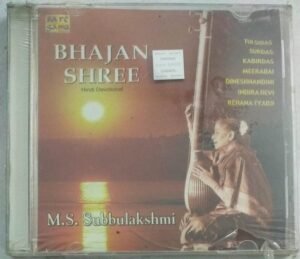 BHAJAN
SHREE
Hindi Devotional
TULSIDAS
SURDAS
KABIRDAS
MEERABAI
DINESHNANDINI
INDIRA DEVI
REHANA TYABJI
M.S. Subbulakshmi